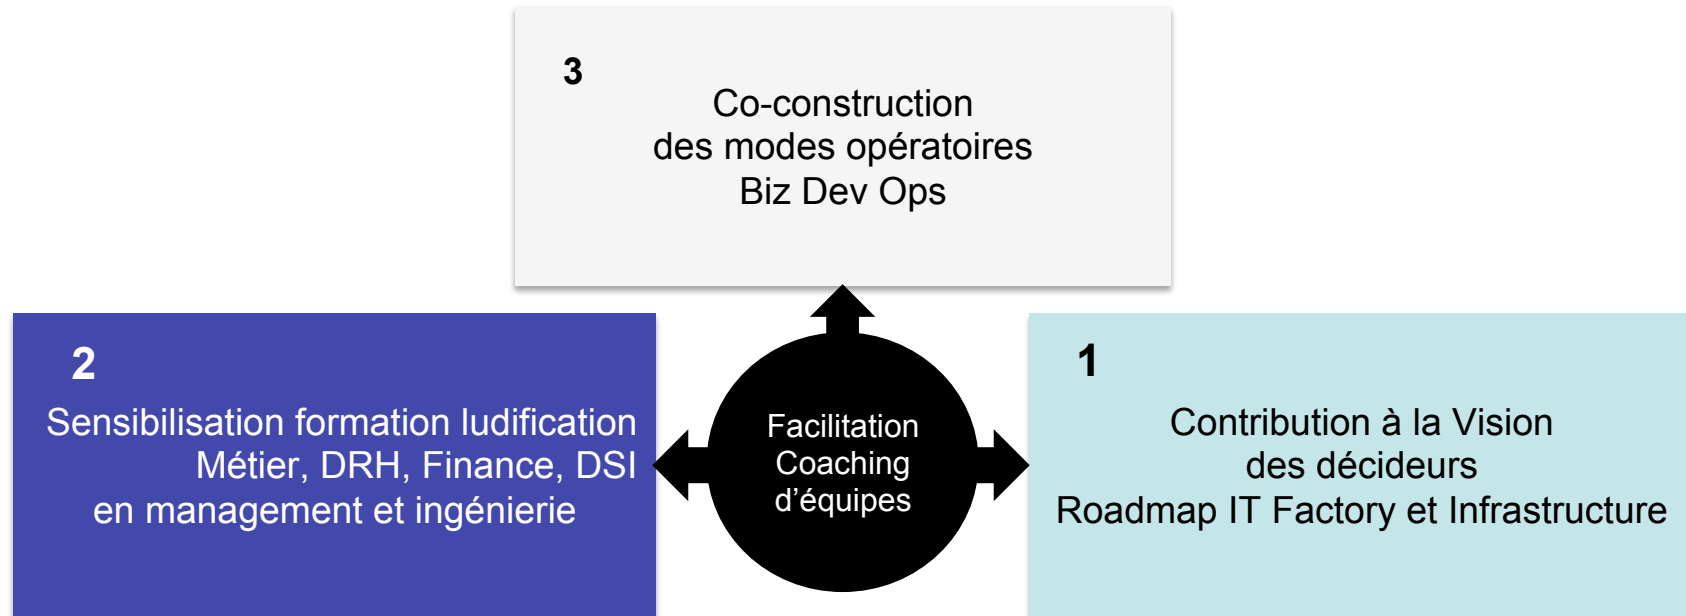 3
Co-construction
des modes opératoires
Biz Dev Ops
2
Sensibilisation formation ludification
Métier, DRH, Finance, DSI
en management et ingénierie
Facilitation
Coaching
d’équipes
1
Contribution à la Vision
des décideurs
Roadmap IT Factory et Infrastructure